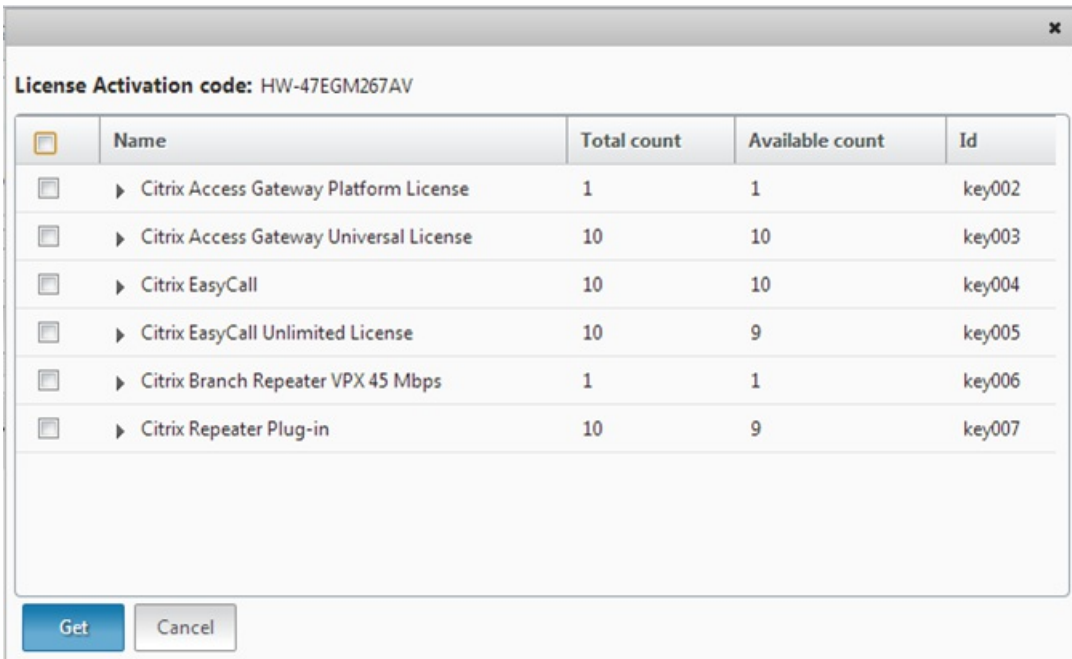 License Activation code: HW-47EGM267AV
Name Total count Available count Id
Citrix Access Gateway Platform License 1 1 key002
Citrix Access Gateway Universal License 10 10 key003
Citrix EasyCall 10 10 key004
Citrix EasyCall Unlimited License 10 9 key005
Citrix Branch Repeater VPX 45 Mbps 1 1 key006
Citrix Repeater Plug-in 10 9 key007
Get Cancel